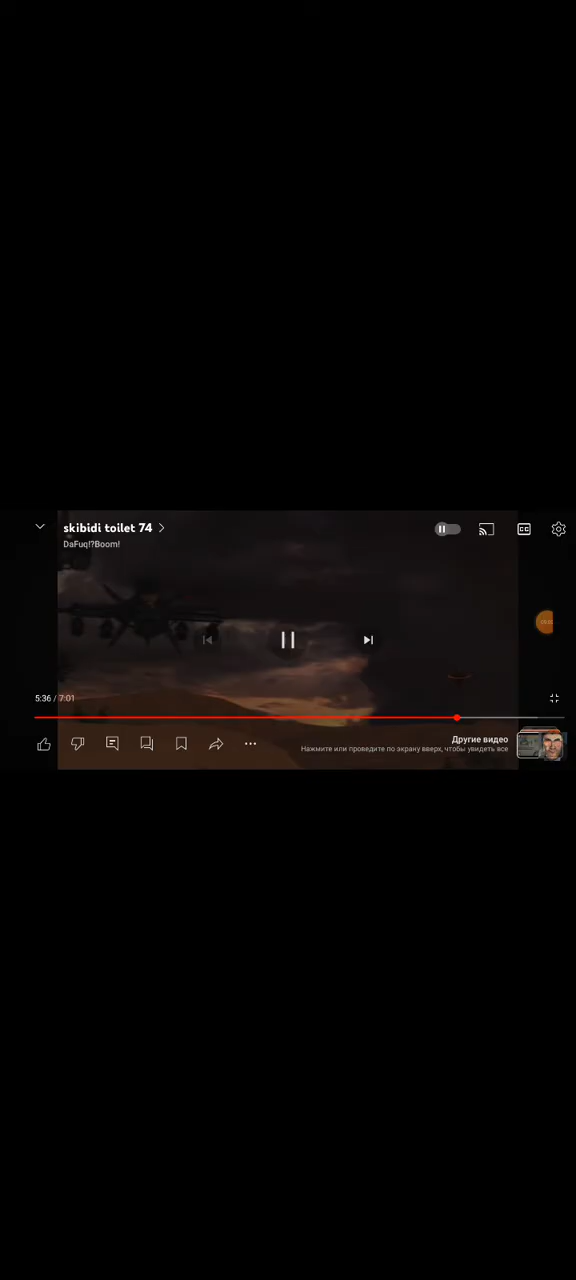 skibidi toilet 74
DaFuq!?Boom!
CC
5:36 / 7:01
Другие видео
Нажмите или проведите по экрану вверх, чтобы увидеть все